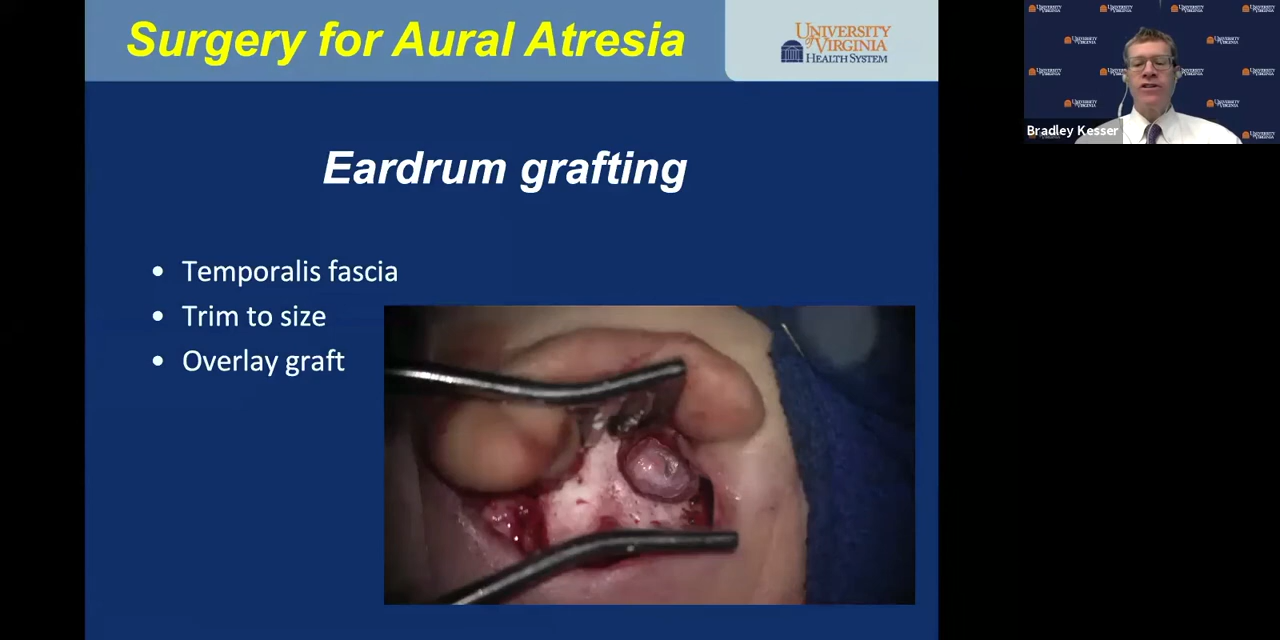 Surgery for Aural Atresia
UNIVERSITY
of VIRGINIA
HEALTH SYSTEM
Eardrum grafting
• Temporalis fascia
• Trim to size
• Overlay graft
Bradley Kesser